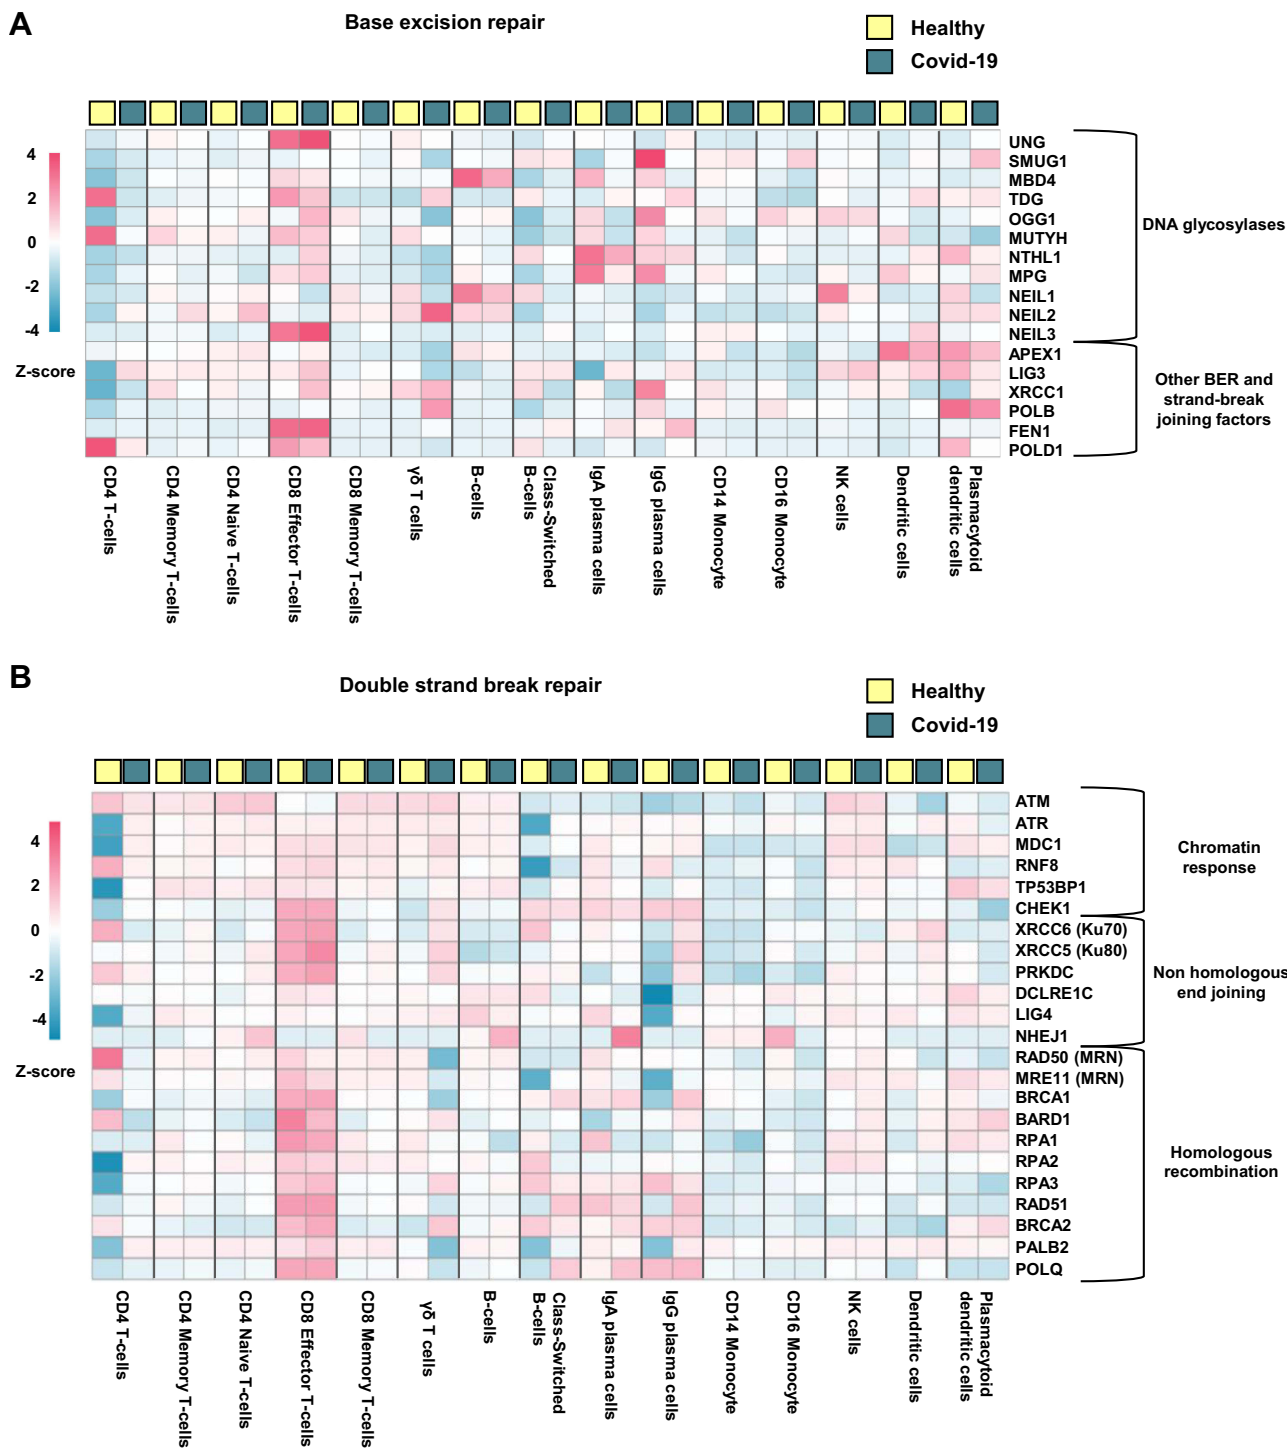 A
Base excision repair
Healthy
Covid-19
4
2
0
-2
-4
Z-score
UNG
SMUG1
MBD4
TDG
OGG1
MUTYH
NTHL1
MPG
NEIL1
NEIL2
NEIL3
APEX1
LIG3
XRCC1
POLB
FEN1
POLD1
DNA glycosylases
Other BER and
strand-break
joining factors
CD4 T-cells
CD4 Memory T-cells
CD4 Naive T-cells
CD8 Effector T-cells
CD8 Memory T-cells
γδ T cells
B-cells
Class-Switched
B-cells
IgA plasma cells
IgG plasma cells
CD14 Monocyte
CD16 Monocyte
NK cells
Dendritic cells
Plasmacytoid
dendritic cells
B
Double strand break repair
Healthy
Covid-19
4
2
0
-2
-4
Z-score
ATM
ATR
MDC1
RNF8
TP53BP1
CHEK1
XRCC6 (Ku70)
XRCC5 (Ku80)
PRKDC
DCLRE1C
LIG4
NHEJ1
RAD50 (MRN)
MRE11 (MRN)
BRCA1
BARD1
RPA1
RPA2
RPA3
RAD51
BRCA2
PALB2
POLQ
Chromatin
response
Non homologous
end joining
Homologous
recombination
CD4 T-cells
CD4 Memory T-cells
CD4 Naive T-cells
CD8 Effector T-cells
CD8 Memory T-cells
γδ T cells
B-cells
Class-Switched
B-cells
IgA plasma cells
IgG plasma cells
CD14 Monocyte
CD16 Monocyte
NK cells
Dendritic cells
Plasmacytoid
dendritic cells